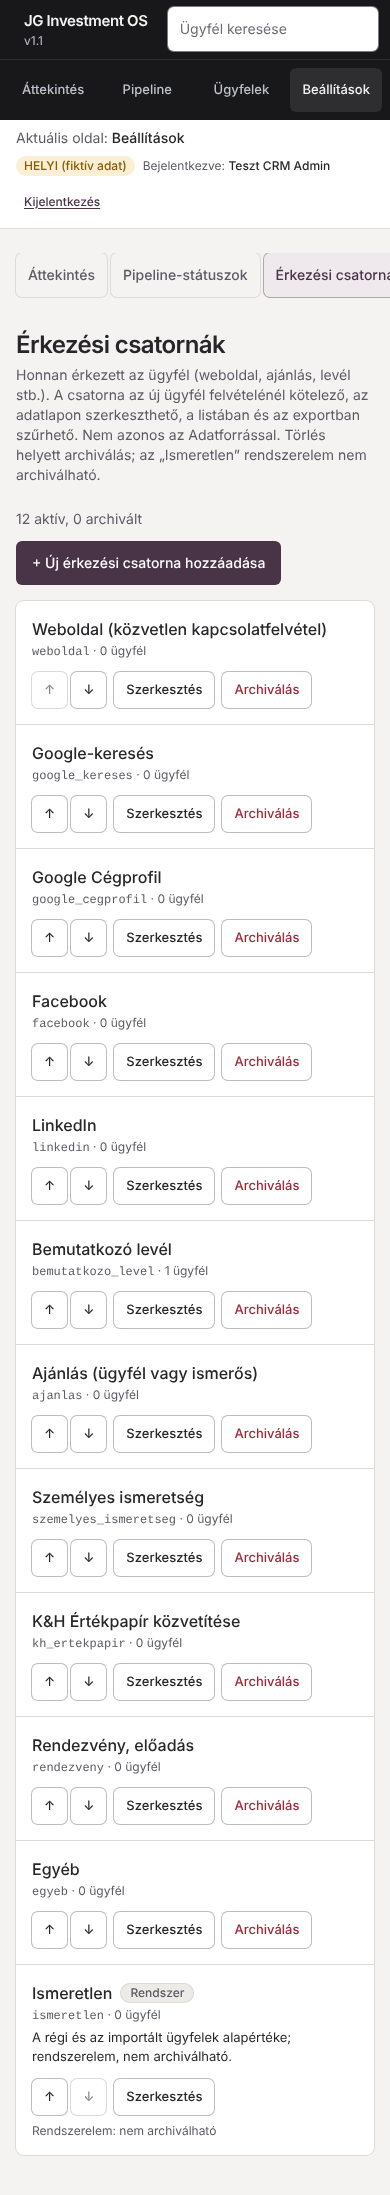 JG Investment OS
v1.1
Ügyfél keresése
Áttekintés
Pipeline
Ügyfelek
Beállítások
Aktuális oldal: Beállítások
HELYI (fiktív adat)
Bejelentkezve: Teszt CRM Admin
Kijelentkezés
Áttekintés
Pipeline-státuszok
Érkezési csatorna
Érkezési csatornák
Honnan érkezett az ügyfél (weboldal, ajánlás, levél
stb.). A csatorna az új ügyfél felvételénél kötelező, az
adatlapon szerkeszthető, a listában és az exportban
szűrhető. Nem azonos az Adatforrással. Törlés
helyett archiválás; az „Ismeretlen” rendszerelem nem
archiválható.
12 aktív, 0 archivált
+ Új érkezési csatorna hozzáadása
Weboldal (közvetlen kapcsolatfelvétel)
weboldal · 0 ügyfél
↑ ↓ Szerkesztés Archiválás
Google-keresés
google_kereses · 0 ügyfél
↑ ↓ Szerkesztés Archiválás
Google Cégprofil
google_cegprofil · 0 ügyfél
↑ ↓ Szerkesztés Archiválás
Facebook
facebook · 0 ügyfél
↑ ↓ Szerkesztés Archiválás
LinkedIn
linkedin · 0 ügyfél
↑ ↓ Szerkesztés Archiválás
Bemutatkozó levél
bemutatkozo_level · 1 ügyfél
↑ ↓ Szerkesztés Archiválás
Ajánlás (ügyfél vagy ismerős)
ajanlas · 0 ügyfél
↑ ↓ Szerkesztés Archiválás
Személyes ismeretség
szemelyes_ismeretseg · 0 ügyfél
↑ ↓ Szerkesztés Archiválás
K&H Értékpapír közvetítése
kh_ertekpapir · 0 ügyfél
↑ ↓ Szerkesztés Archiválás
Rendezvény, előadás
rendezveny · 0 ügyfél
↑ ↓ Szerkesztés Archiválás
Egyéb
egyeb · 0 ügyfél
↑ ↓ Szerkesztés Archiválás
Ismeretlen Rendszer
ismeretlen · 0 ügyfél
A régi és az importált ügyfelek alapértéke;
rendszerelem, nem archiválható.
↑ ↓ Szerkesztés
Rendszerelem: nem archiválható